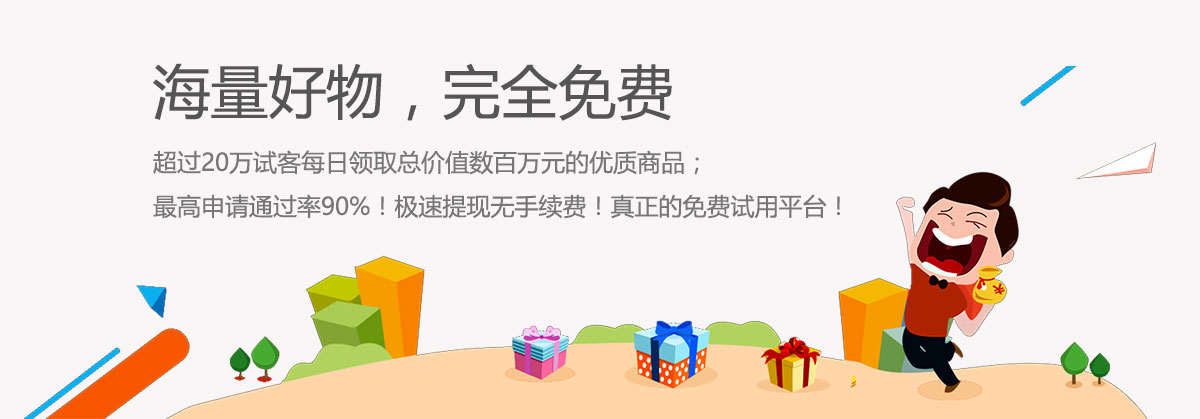 海量好物，完全免费
超过20万试客每日领取总价值数百万元的优质商品；
最高申请通过率90%！极速提现无手续费！真正的免费试用平台！